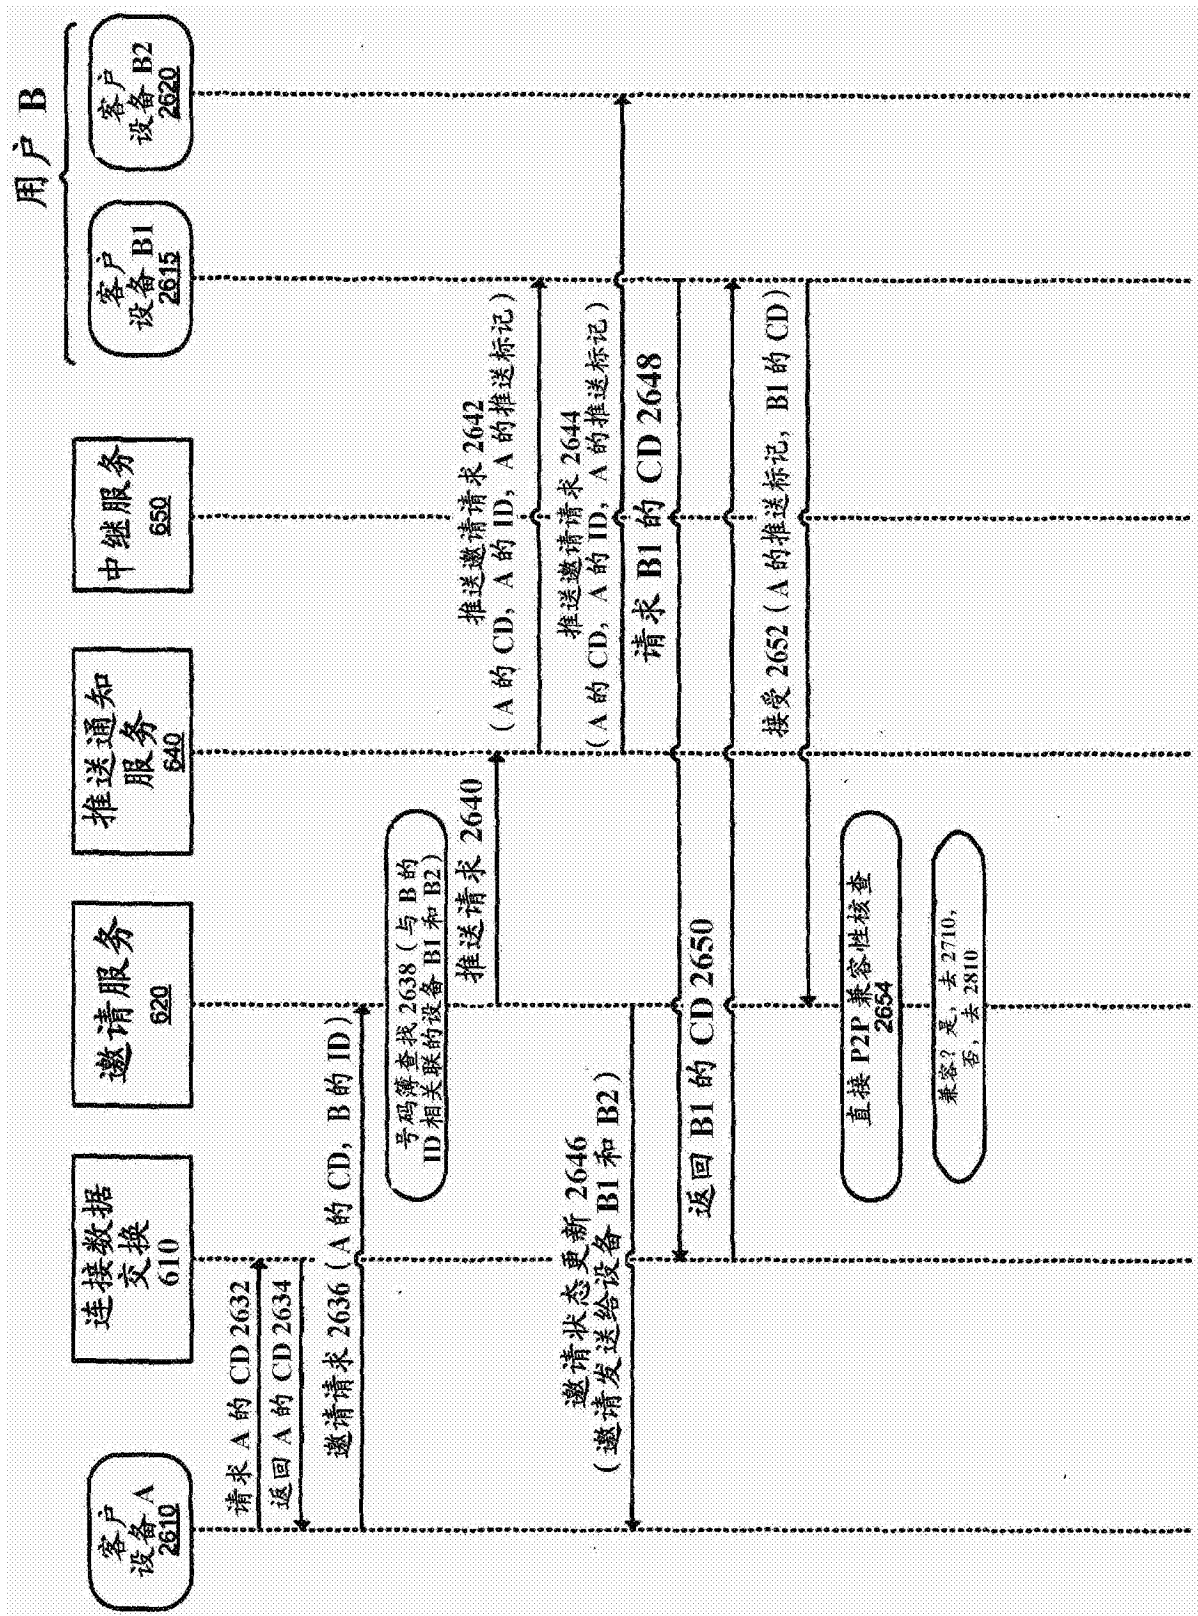 用户 B
客户
设备 A
2610
连接数据
交换
610
邀请服务
620
推送通知
服务
640
中继服务
650
客户
设备 B1
2615
客户
设备 B2
2620
请求 A 的 CD 2632
返回 A 的 CD 2634
邀请请求 2636（A 的 CD，B 的 ID）
号码簿查找 2638（与 B 的
ID 相关联的设备 B1 和 B2）
推送请求 2640
推送邀请请求 2642
（A 的 CD，A 的 ID，A 的推送标记）
推送邀请请求 2644
（A 的 CD，A 的 ID，A 的推送标记）
邀请状态更新 2646
（邀请发送给设备 B1 和 B2）
请求 B1 的 CD 2648
返回 B1 的 CD 2650
接受 2652（A 的推送标记，B1 的 CD）
直接 P2P 兼容性核查
2654
兼容？是，去 2710，
否，去 2810